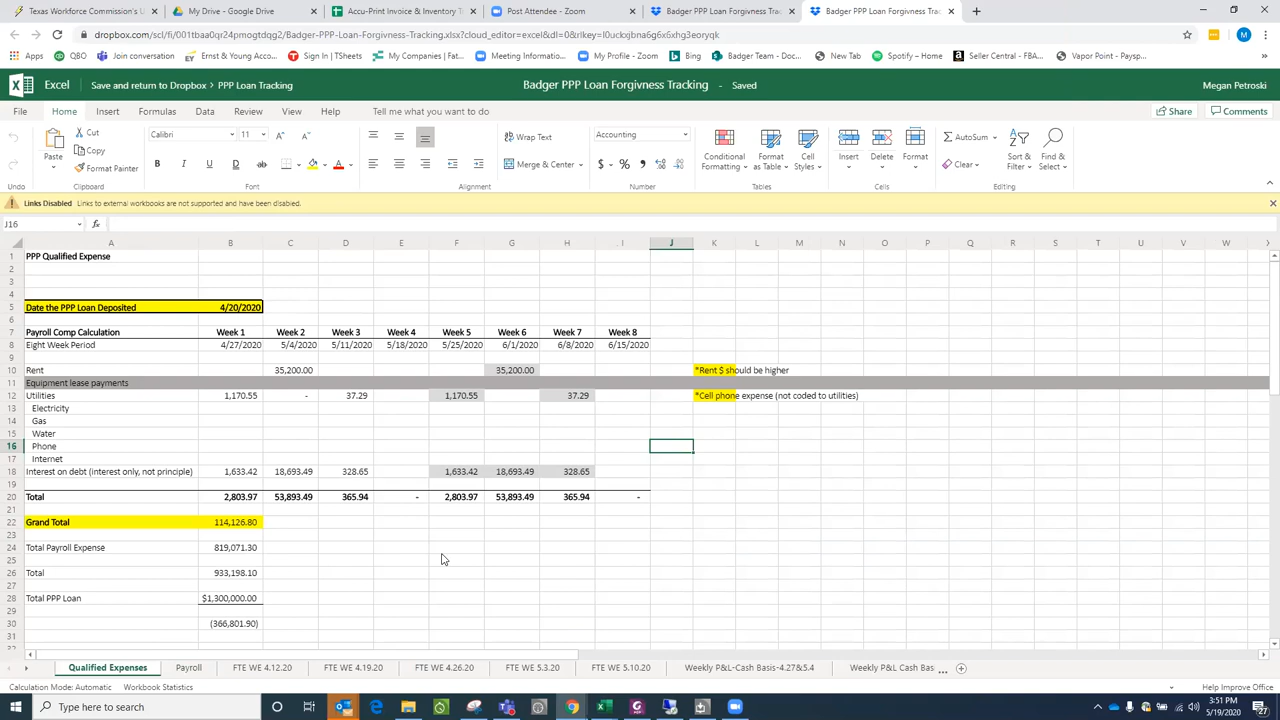 Texas Workforce Commission's U
My Drive - Google Drive
Accu-Print Invoice & Inventory T
Post Attendee - Zoom
Badger PPP Loan Forgivness Trac
Badger PPP Loan Forgivness Trac
dropbox.com/scl/fi/001tbaa0qr24pmogtdqg2/Badger-PPP-Loan-Forgivness-Tracking.xlsx?cloud_editor=excel&dl=0&rlkey=l0uckojbna6g6x6xhg3eoryqk
Apps QBO Join conversation Ernst & Young Acco... Sign In | TSheets My Companies | Fat... Meeting Informatio... My Profile - Zoom Bing Badger Team - Doc... New Tab Spotify – Home Seller Central - FBA... Vapor Point - Paysp...
Excel Save and return to Dropbox › PPP Loan Tracking Badger PPP Loan Forgivness Tracking - Saved Megan Petroski
File Home Insert Formulas Data Review View Help Tell me what you want to do Share Comments
Cut Calibri 11 Wrap Text Accounting AutoSum
Copy
Paste Format Painter Merge & Center Conditional Formatting Format as Table Cell Styles Insert Delete Format Clear Sort & Filter Find & Select
Undo Clipboard Font Alignment Number Tables Cells Editing
Links Disabled Links to external workbooks are not supported and have been disabled.
J16 fx
A B C D E F G H I J K L M N O P Q R S T U V W X
1 PPP Qualified Expense
2
3
4
5 Date the PPP Loan Deposited 4/20/2020
6
7 Payroll Comp Calculation Week 1 Week 2 Week 3 Week 4 Week 5 Week 6 Week 7 Week 8
8 Eight Week Period 4/27/2020 5/4/2020 5/11/2020 5/18/2020 5/25/2020 6/1/2020 6/8/2020 6/15/2020
9
10 Rent 35,200.00 35,200.00 *Rent $ should be higher
11 Equipment lease payments
12 Utilities 1,170.55 - 37.29 1,170.55 37.29 *Cell phone expense (not coded to utilities)
13 Electricity
14 Gas
15 Water
16 Phone
17 Internet
18 Interest on debt (interest only, not principle) 1,633.42 18,693.49 328.65 1,633.42 18,693.49 328.65
19
20 Total 2,803.97 53,893.49 365.94 - 2,803.97 53,893.49 365.94 -
21
22 Grand Total 114,126.80
23
24 Total Payroll Expense 819,071.30
25
26 Total 933,198.10
27
28 Total PPP Loan $1,300,000.00
29
30 (366,801.90)
31
Qualified Expenses Payroll FTE WE 4.12.20 FTE WE 4.19.20 FTE WE 4.26.20 FTE WE 5.3.20 FTE WE 5.10.20 Weekly P&L-Cash Basis-4.27&5.4 Weekly P&L Cash Bas ...
Calculation Mode: Automatic Workbook Statistics Help Improve Office
Type here to search 3:51 PM
5/19/2020 27